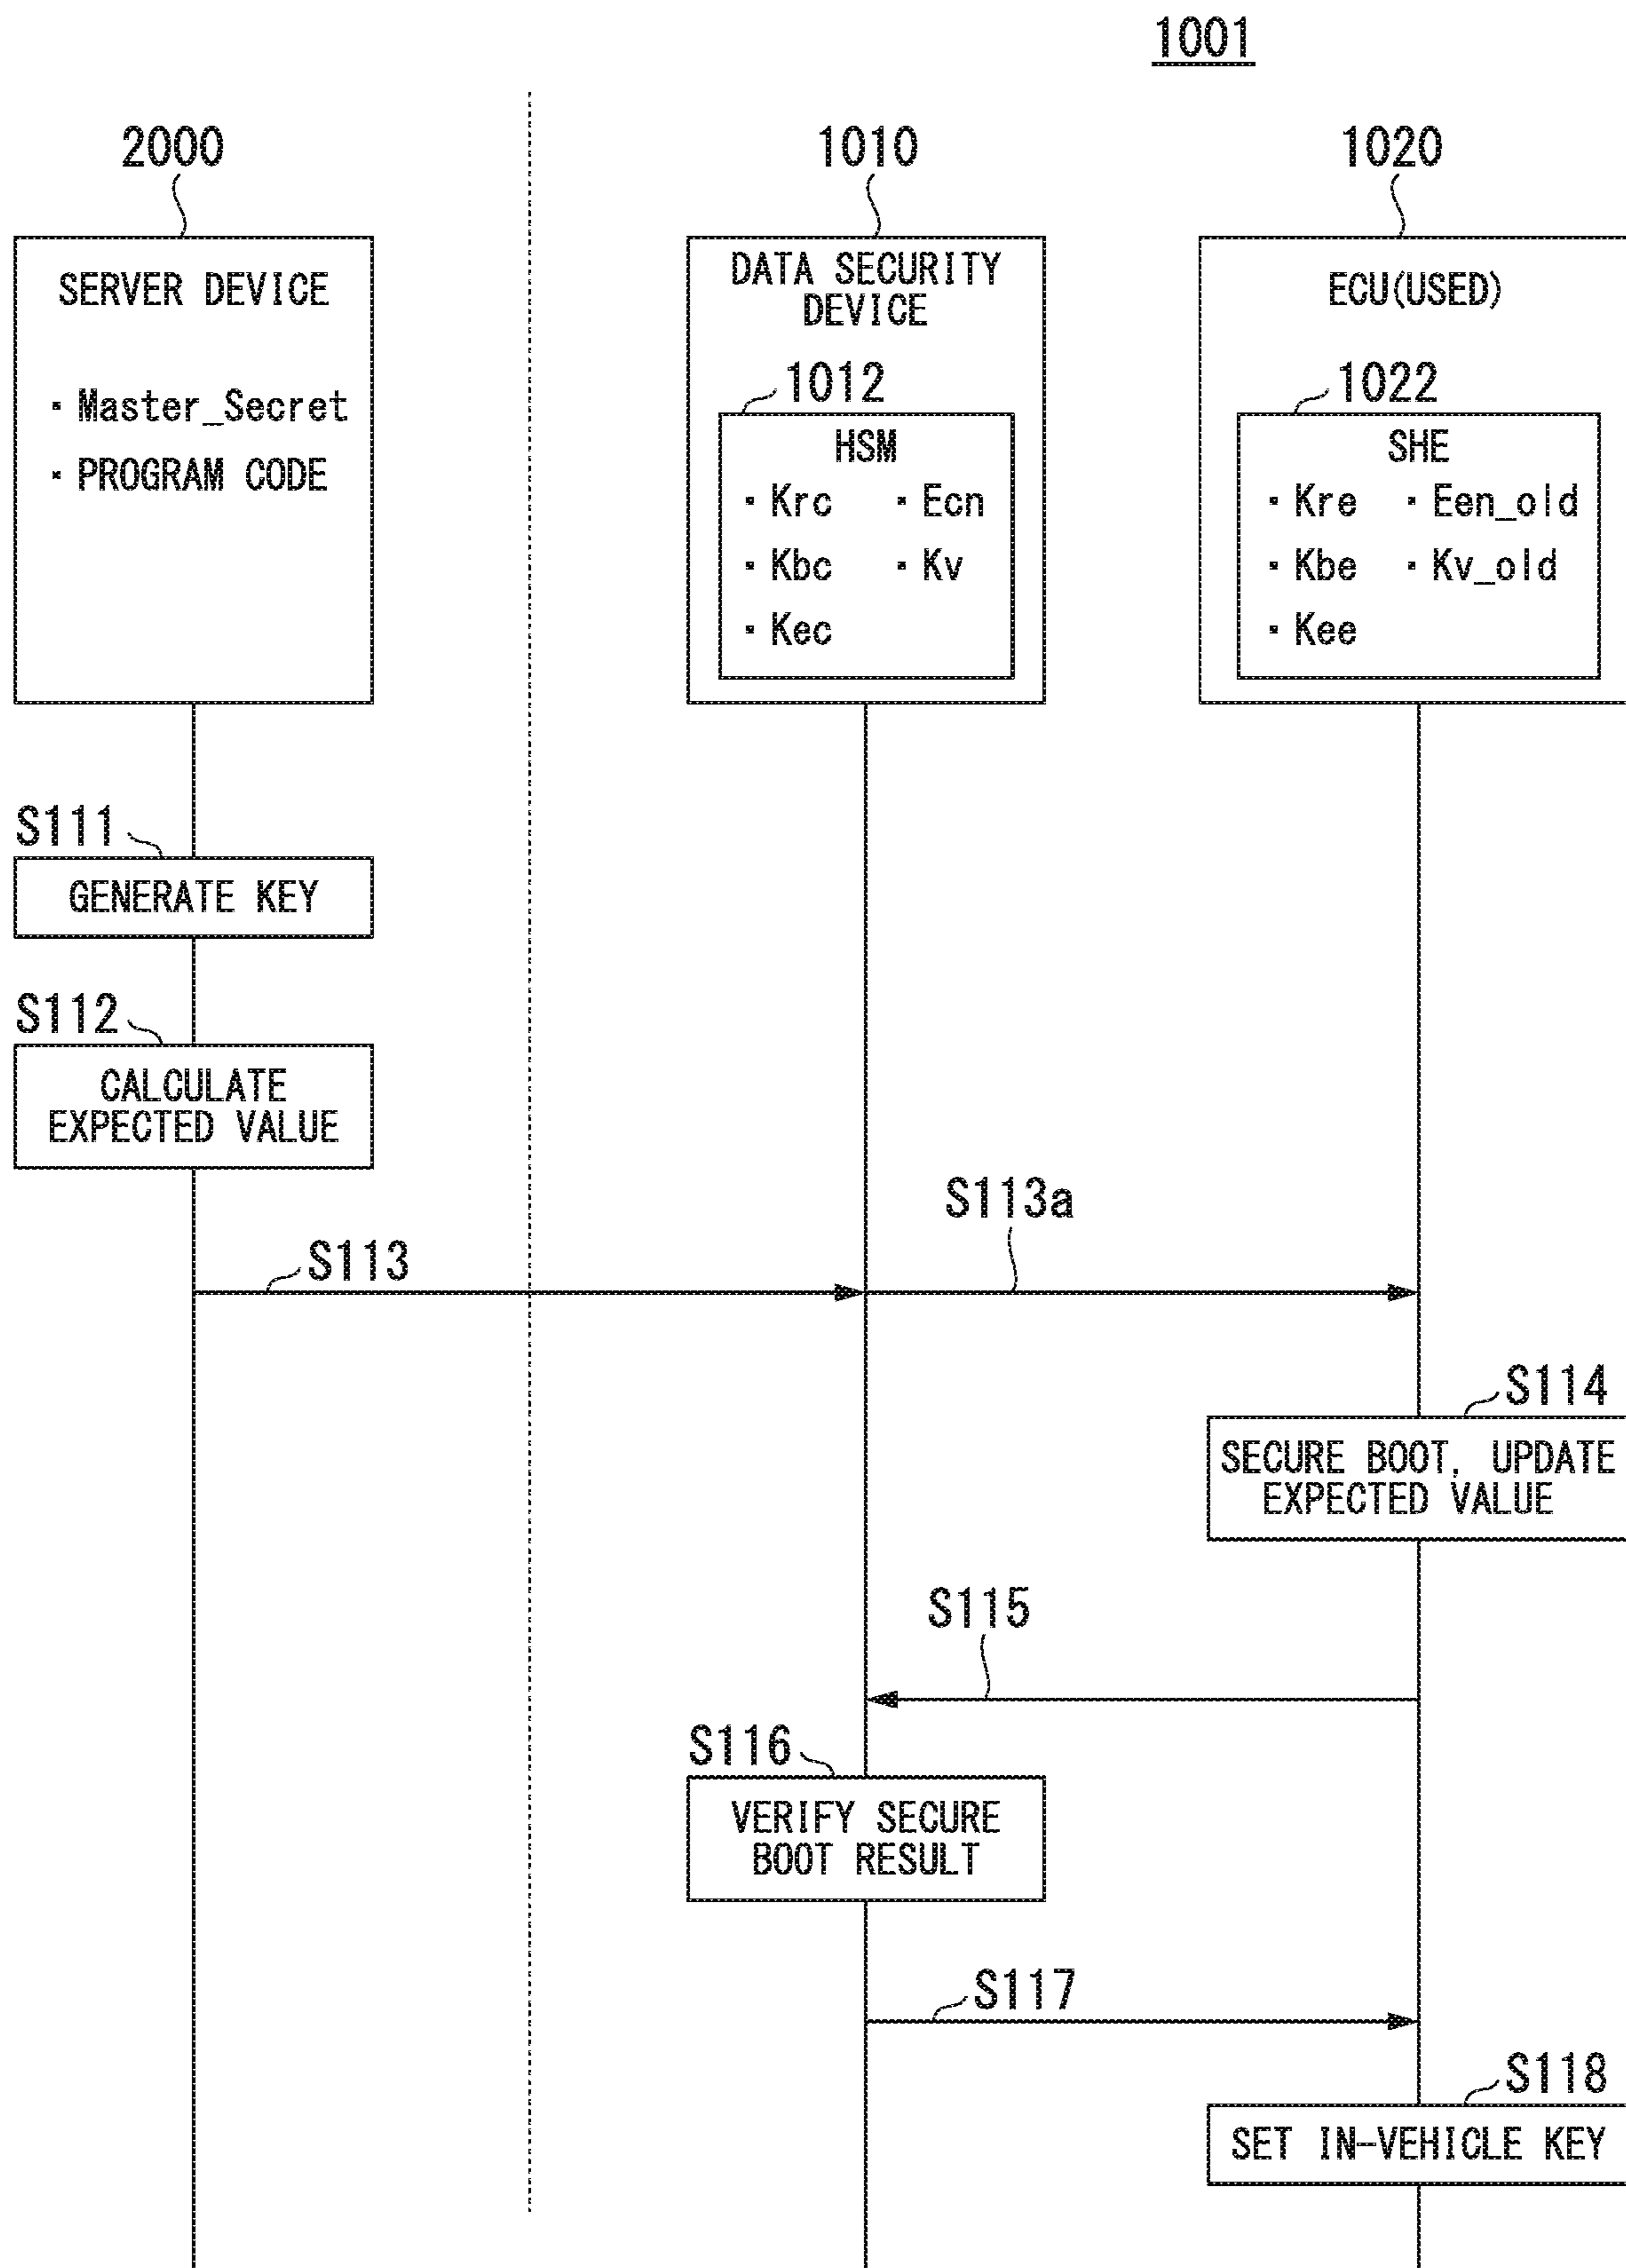 1001
2000
1010
1020
SERVER DEVICE
· Master_Secret
· PROGRAM CODE
DATA SECURITY
DEVICE
1012
HSM
· Krc · Ecn
· Kbc · Kv
· Kec
ECU(USED)
1022
SHE
· Kre · Een_old
· Kbe · Kv_old
· Kee
S111
GENERATE KEY
S112
CALCULATE
EXPECTED VALUE
S113
S113a
S114
SECURE BOOT, UPDATE
EXPECTED VALUE
S115
S116
VERIFY SECURE
BOOT RESULT
S117
S118
SET IN-VEHICLE KEY